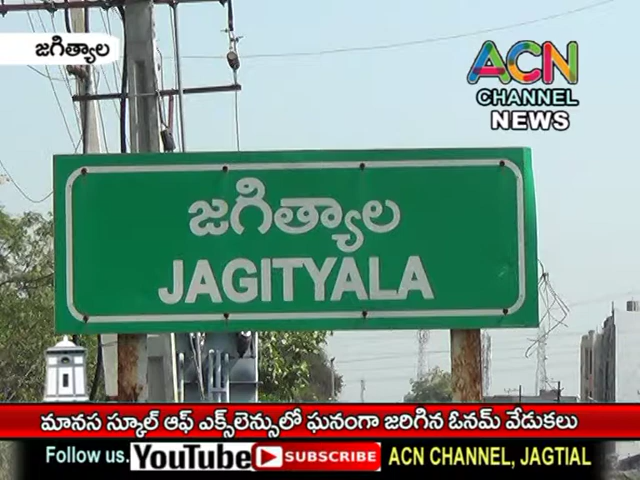 జగిత్యాల
ACN
CHANNEL
NEWS
జగిత్యాల
JAGITYALA
మానస స్కూల్ ఆఫ్ ఎక్స్‌లెన్సులో ఘనంగా జరిగిన ఓనమ్ వేడుకలు
Follow us. YouTube SUBSCRIBE ACN CHANNEL, JAGTIAL